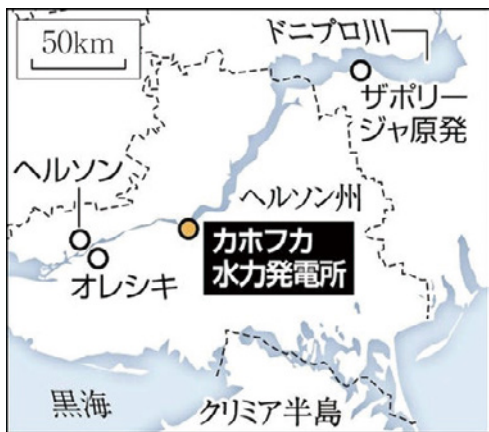 50km
ドニプロ川
ザポリー
ジャ原発
ヘルソン
ヘルソン州
カホフカ
水力発電所
オレシキ
黒海
クリミア半島